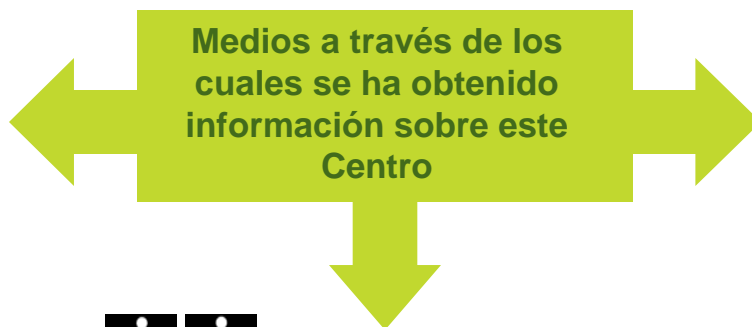 Medios a través de los
cuales se ha obtenido
información sobre este
Centro